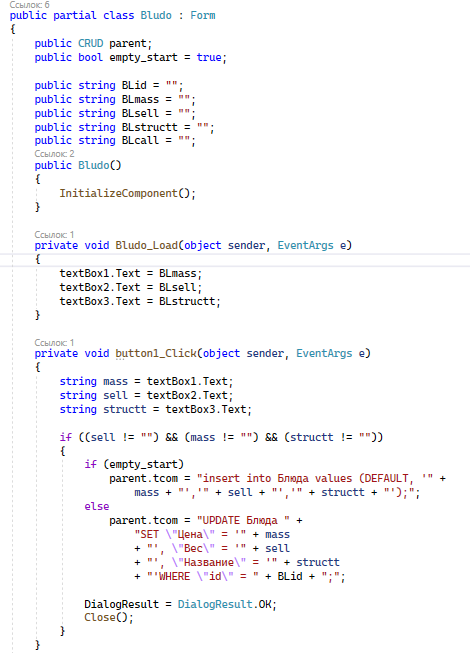 Ссылок: 6
public partial class Bludo : Form
{
public CRUD parent;
public bool empty_start = true;
public string BLid = "";
public string BLmass = "";
public string BLsell = "";
public string BLstructt = "";
public string BLcall = "";
Ссылок: 2
public Bludo()
{
InitializeComponent();
}
Ссылок: 1
private void Bludo_Load(object sender, EventArgs e)
{
textBox1.Text = BLmass;
textBox2.Text = BLsell;
textBox3.Text = BLstructt;
}
Ссылок: 1
private void button1_Click(object sender, EventArgs e)
{
string mass = textBox1.Text;
string sell = textBox2.Text;
string structt = textBox3.Text;
if ((sell != "") && (mass != "") && (structt != ""))
{
if (empty_start)
parent.tcom = "insert into Блюда values (DEFAULT, '" +
mass + "','" + sell + "','" + structt + "');";
else
parent.tcom = "UPDATE Блюда " +
"SET \"Цена\" = '" + mass
+ "', \"Вес\" = '" + sell
+ "', \"Название\" = '" + structt
+ "'WHERE \"id\" = " + BLid + ";";
DialogResult = DialogResult.OK;
Close();
}
}